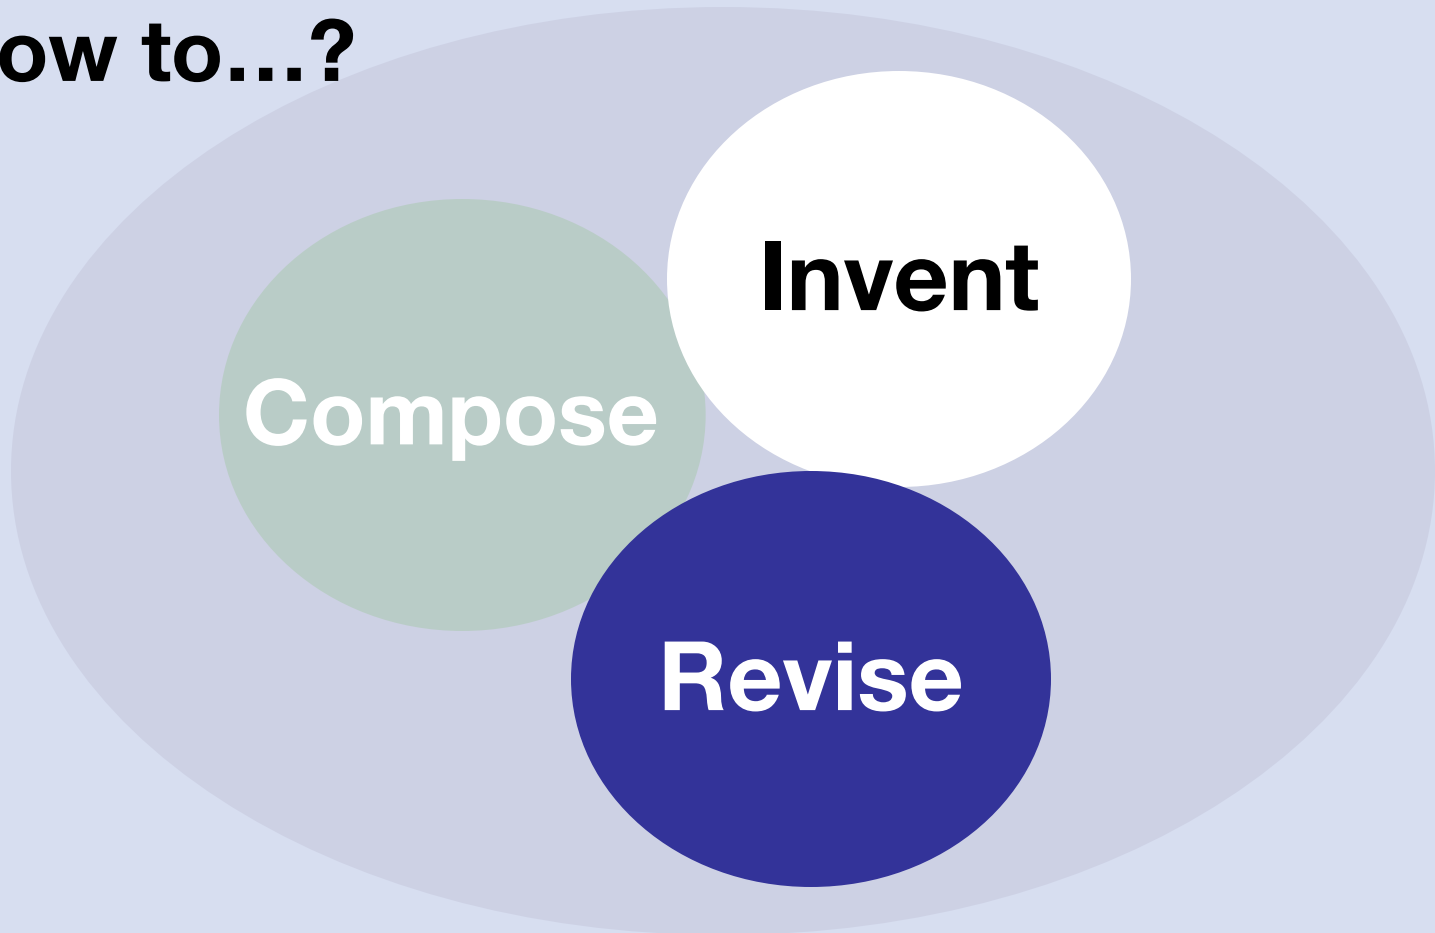 ow to…?
Invent
Compose
Revise